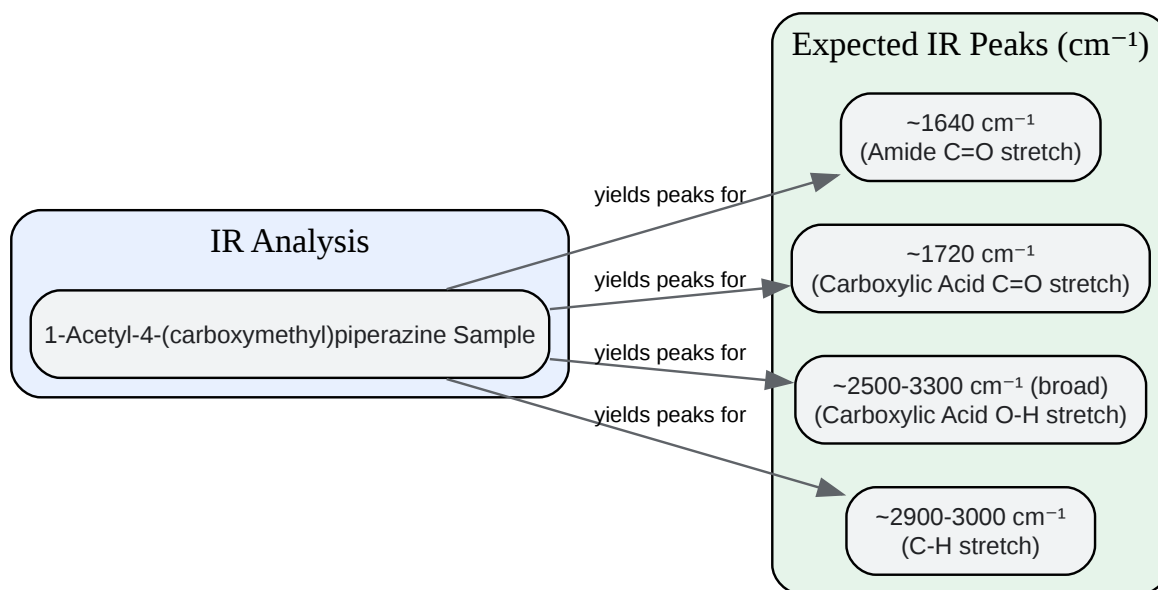 IR Analysis
1-Acetyl-4-(carboxymethyl)piperazine Sample
yields peaks for
yields peaks for
yields peaks for
yields peaks for
Expected IR Peaks (cm⁻¹)
~1640 cm⁻¹
(Amide C=O stretch)
~1720 cm⁻¹
(Carboxylic Acid C=O stretch)
~2500-3300 cm⁻¹ (broad)
(Carboxylic Acid O-H stretch)
~2900-3000 cm⁻¹
(C-H stretch)